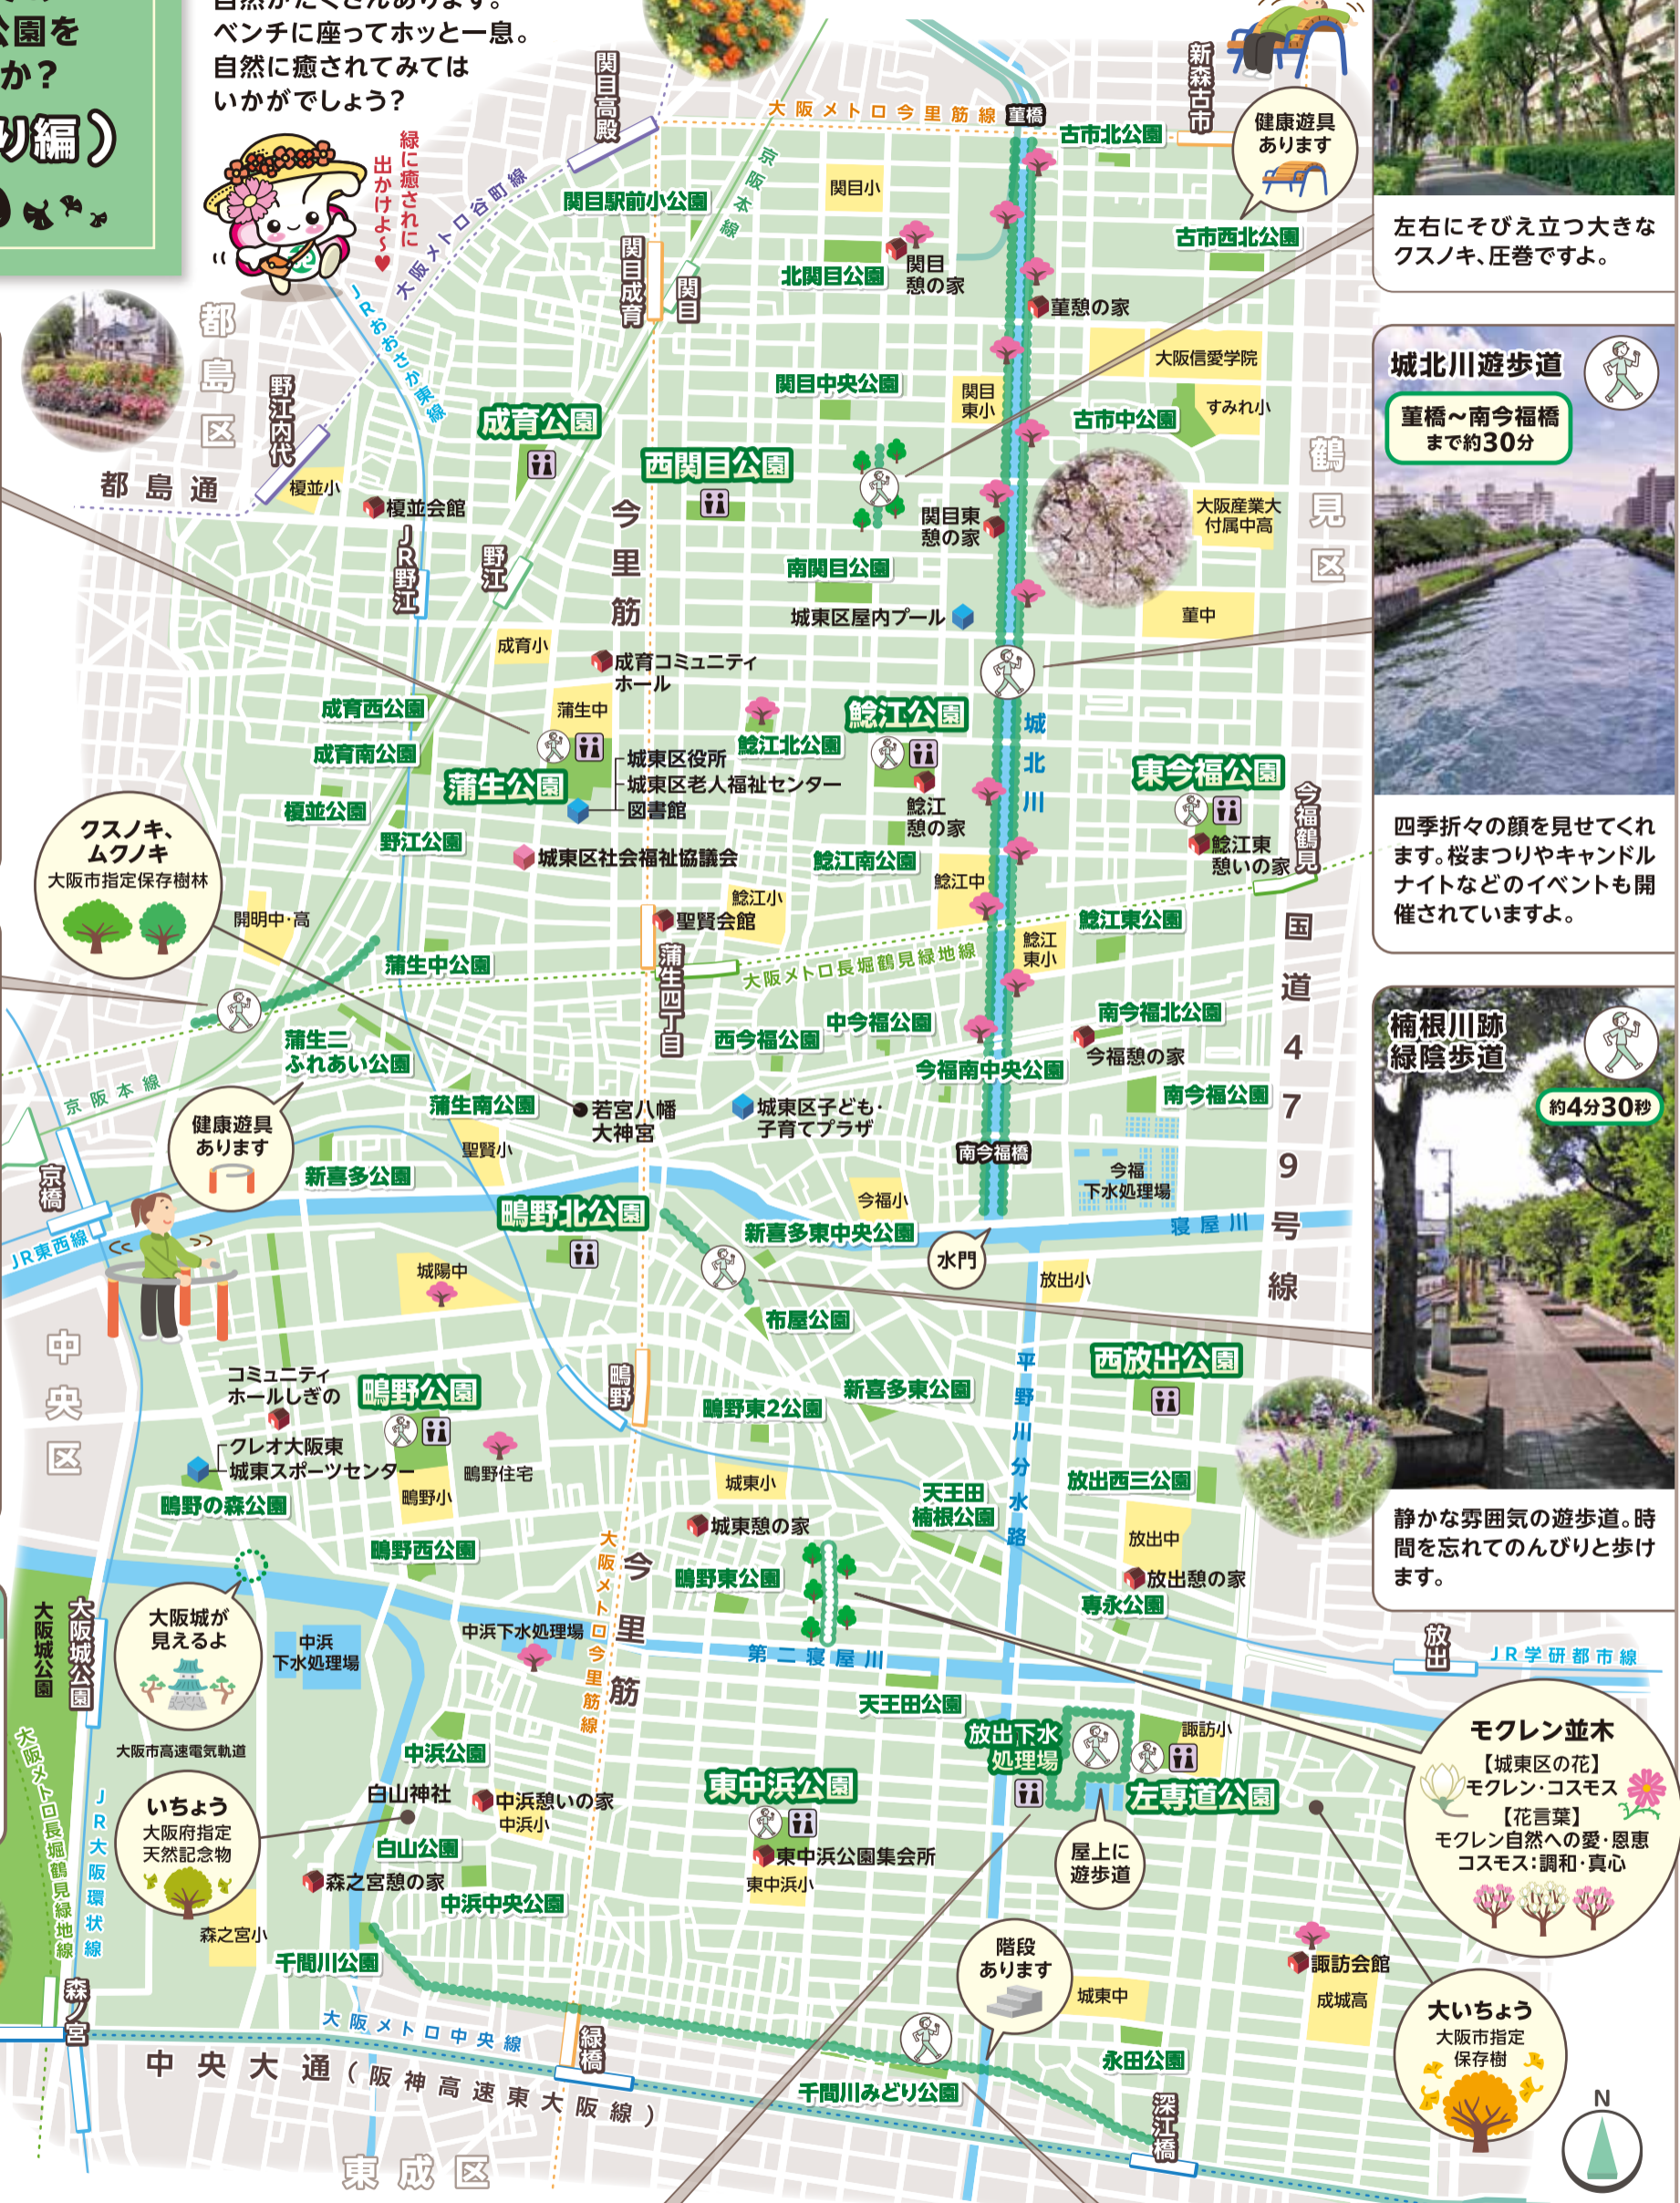 公園を
か?
り編)
自然がたくさんあります。
ベンチに座ってホッと一息。
自然に癒されてみては
いかがでしょう?
緑に癒されに
出かけよ〜♥
関目高殿
大阪メトロ今里筋線
菫橋
新森古市
古市北公園
健康遊具
あります
京阪本線
関目小
関目駅前小公園
大阪メトロ谷町線
古市西北公園
左右にそびえ立つ大きな
クスノキ、圧巻ですよ。
関目成育
関目
北関目公園
関目
憩の家
菫憩の家
JRおおさか東線
都島区
野江内代
大阪信愛学院
城北川遊歩道
菫橋〜南今福橋
まで約30分
関目中央公園
関目
東小
すみれ小
古市中公園
成育公園
西関目公園
鶴見区
都島通
榎並小
榎並会館
今里筋
関目東
憩の家
大阪産業大
付属中高
JR野江
野江
南関目公園
城東区屋内プール
菫中
成育小
成育コミュニティ
ホール
成育西公園
蒲生中
鯰江公園
城北川
鯰江北公園
成育南公園
城東区役所
城東区老人福祉センター
図書館
蒲生公園
東今福公園
今福鶴見
榎並公園
鯰江
憩の家
野江公園
鯰江東
憩いの家
四季折々の顔を見せてくれ
ます。桜まつりやキャンドル
ナイトなどのイベントも開
催されていますよ。
クスノキ、
ムクノキ
大阪市指定保存樹林
城東区社会福祉協議会
鯰江南公園
鯰江中
開明中・高
鯰江小
聖賢会館
鯰江東公園
国道479号線
蒲生中公園
蒲生四丁目
大阪メトロ長堀鶴見緑地線
鯰江
東小
楠根川跡
緑陰歩道
約4分30秒
蒲生二
ふれあい公園
西今福公園
中今福公園
南今福北公園
今福憩の家
今福南中央公園
京阪本線
健康遊具
あります
蒲生南公園
若宮八幡
大神宮
城東区子ども・
子育てプラザ
南今福公園
京橋
新喜多公園
聖賢小
南今福橋
今福
下水処理場
今福小
鴫野北公園
新喜多東中央公園
寝屋川
JR東西線
水門
城陽中
放出小
布屋公園
中央区
平野川分水路
西放出公園
コミュニティ
ホールしぎの
鴫野公園
鴫野
新喜多東公園
鴫野東2公園
クレオ大阪東
城東スポーツセンター
鴫野住宅
鴫野小
城東小
放出西三公園
天王田
楠根公園
鴫野の森公園
城東憩の家
静かな雰囲気の遊歩道。時
間を忘れてのんびりと歩け
ます。
鴫野西公園
放出中
大阪メトロ今里筋線
今里筋
鴫野東公園
放出憩の家
専永公園
大阪城公園
大阪城公園
大阪城が
見えるよ
中浜
下水処理場
中浜下水処理場
第二寝屋川
放出
JR学研都市線
天王田公園
放出下水
処理場
諏訪小
モクレン並木
【城東区の花】
モクレン・コスモス
【花言葉】
モクレン自然への愛・恩恵
コスモス:調和・真心
大阪市高速電気軌道
中浜公園
東中浜公園
左専道公園
いちょう
大阪府指定
天然記念物
白山神社
中浜憩いの家
中浜小
白山公園
屋上に
遊歩道
JR大阪環状線
大阪メトロ長堀鶴見緑地線
東中浜公園集会所
東中浜小
森之宮憩の家
中浜中央公園
森之宮小
千間川公園
階段
あります
諏訪会館
成城高
城東中
大いちょう
大阪市指定
保存樹
森ノ宮
大阪メトロ中央線
中央大通(阪神高速東大阪線)
緑橋
永田公園
千間川みどり公園
深江橋
東成区
N